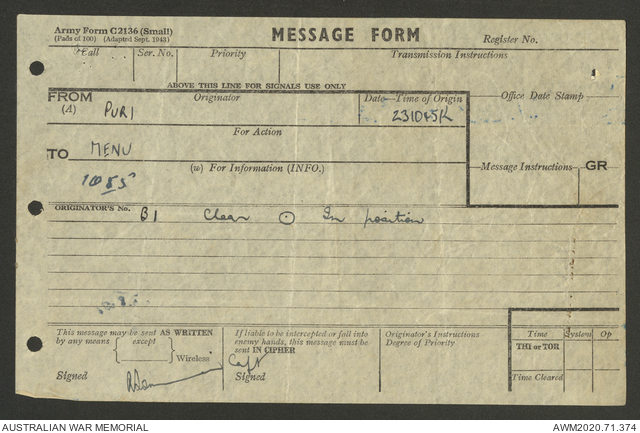 Army Form C2136 (Small)
(Pads of 100) (Adapted Sept. 1943)
MESSAGE FORM
Register No.
Call
Ser. No.
Priority
Transmission Instructions
ABOVE THIS LINE FOR SIGNALS USE ONLY
FROM
(A)
PURI
Originator
Date—Time of Origin
231045K
Office Date Stamp
For Action
TO
MENU
(w) For Information (INFO.)
Message Instructions
GR
1055
ORIGINATOR'S No.
B1 Clear ⊙ In position
This message may be sent AS WRITTEN
by any means
except
Wireless
Signed
If liable to be intercepted or fall into
enemy hands, this message must be
sent IN CIPHER
Capt
Signed
Originator's Instructions
Degree of Priority
Time
System
Op
THI or TOR
Time Cleared
AUSTRALIAN WAR MEMORIAL
AWM2020.71.374